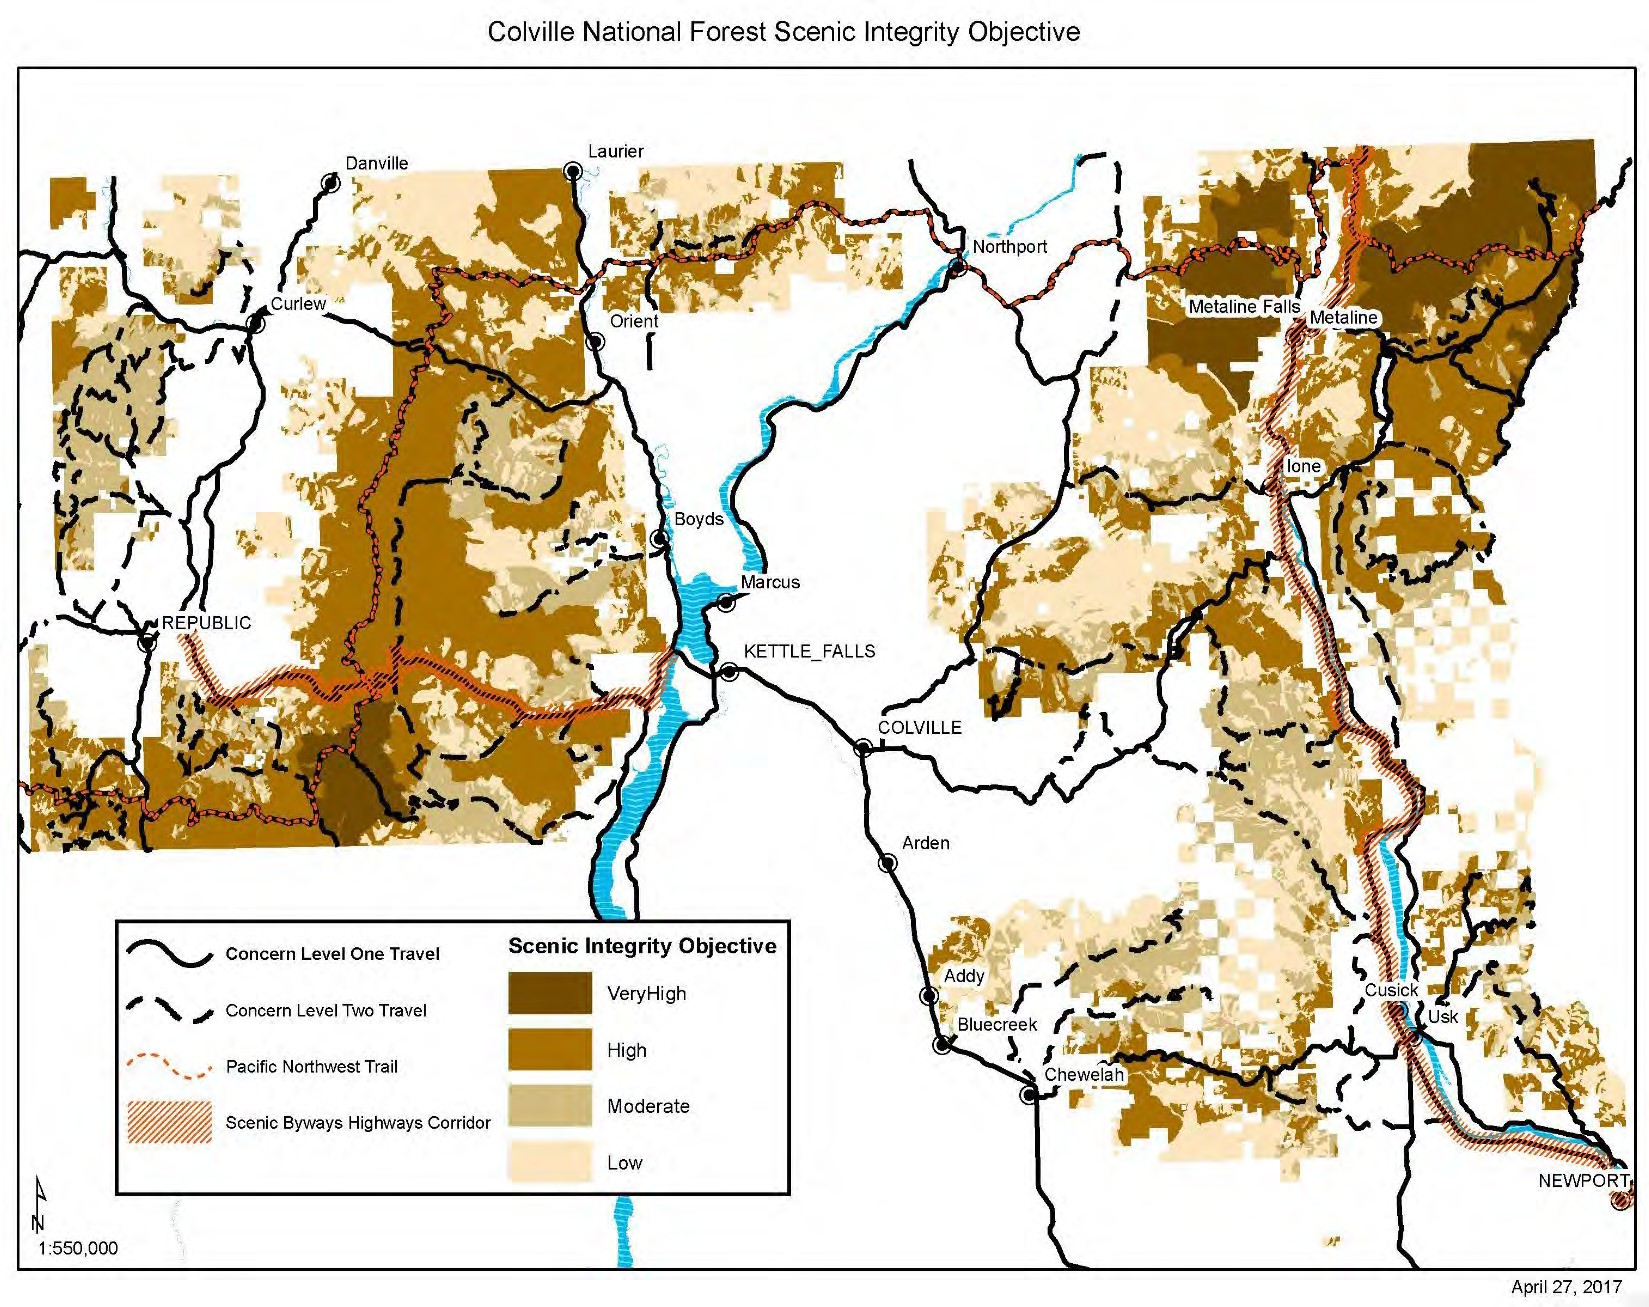 Colville National Forest Scenic Integrity Objective
Laurier
Danville
Northport
Curlew
Metaline Falls
Metaline
Orient
Ione
Boyds
Marcus
REPUBLIC
KETTLE_FALLS
COLVILLE
Arden
Addy
Cusick
Usk
Bluecreek
Chewelah
NEWPORT
Scenic Integrity Objective
Concern Level One Travel
VeryHigh
Concern Level Two Travel
High
Pacific Northwest Trail
Moderate
Scenic Byways Highways Corridor
Low
N
1:550,000
April 27, 2017